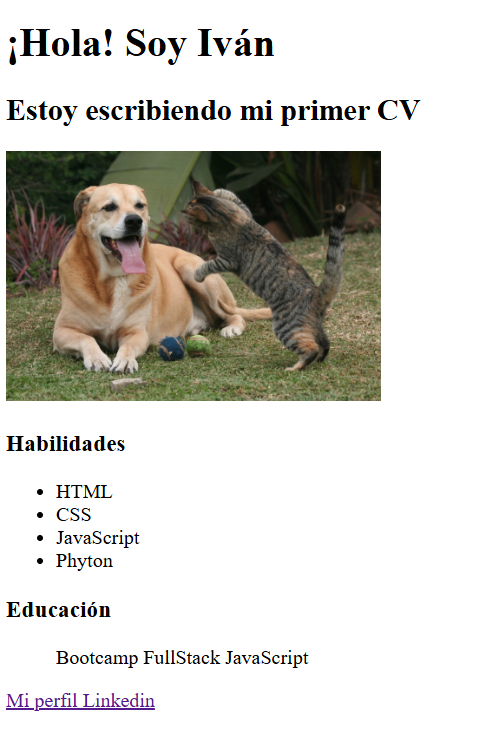 ¡Hola! Soy Iván
Estoy escribiendo mi primer CV
Habilidades
HTML
CSS
JavaScript
Phyton
Educación
Bootcamp FullStack JavaScript
Mi perfil Linkedin